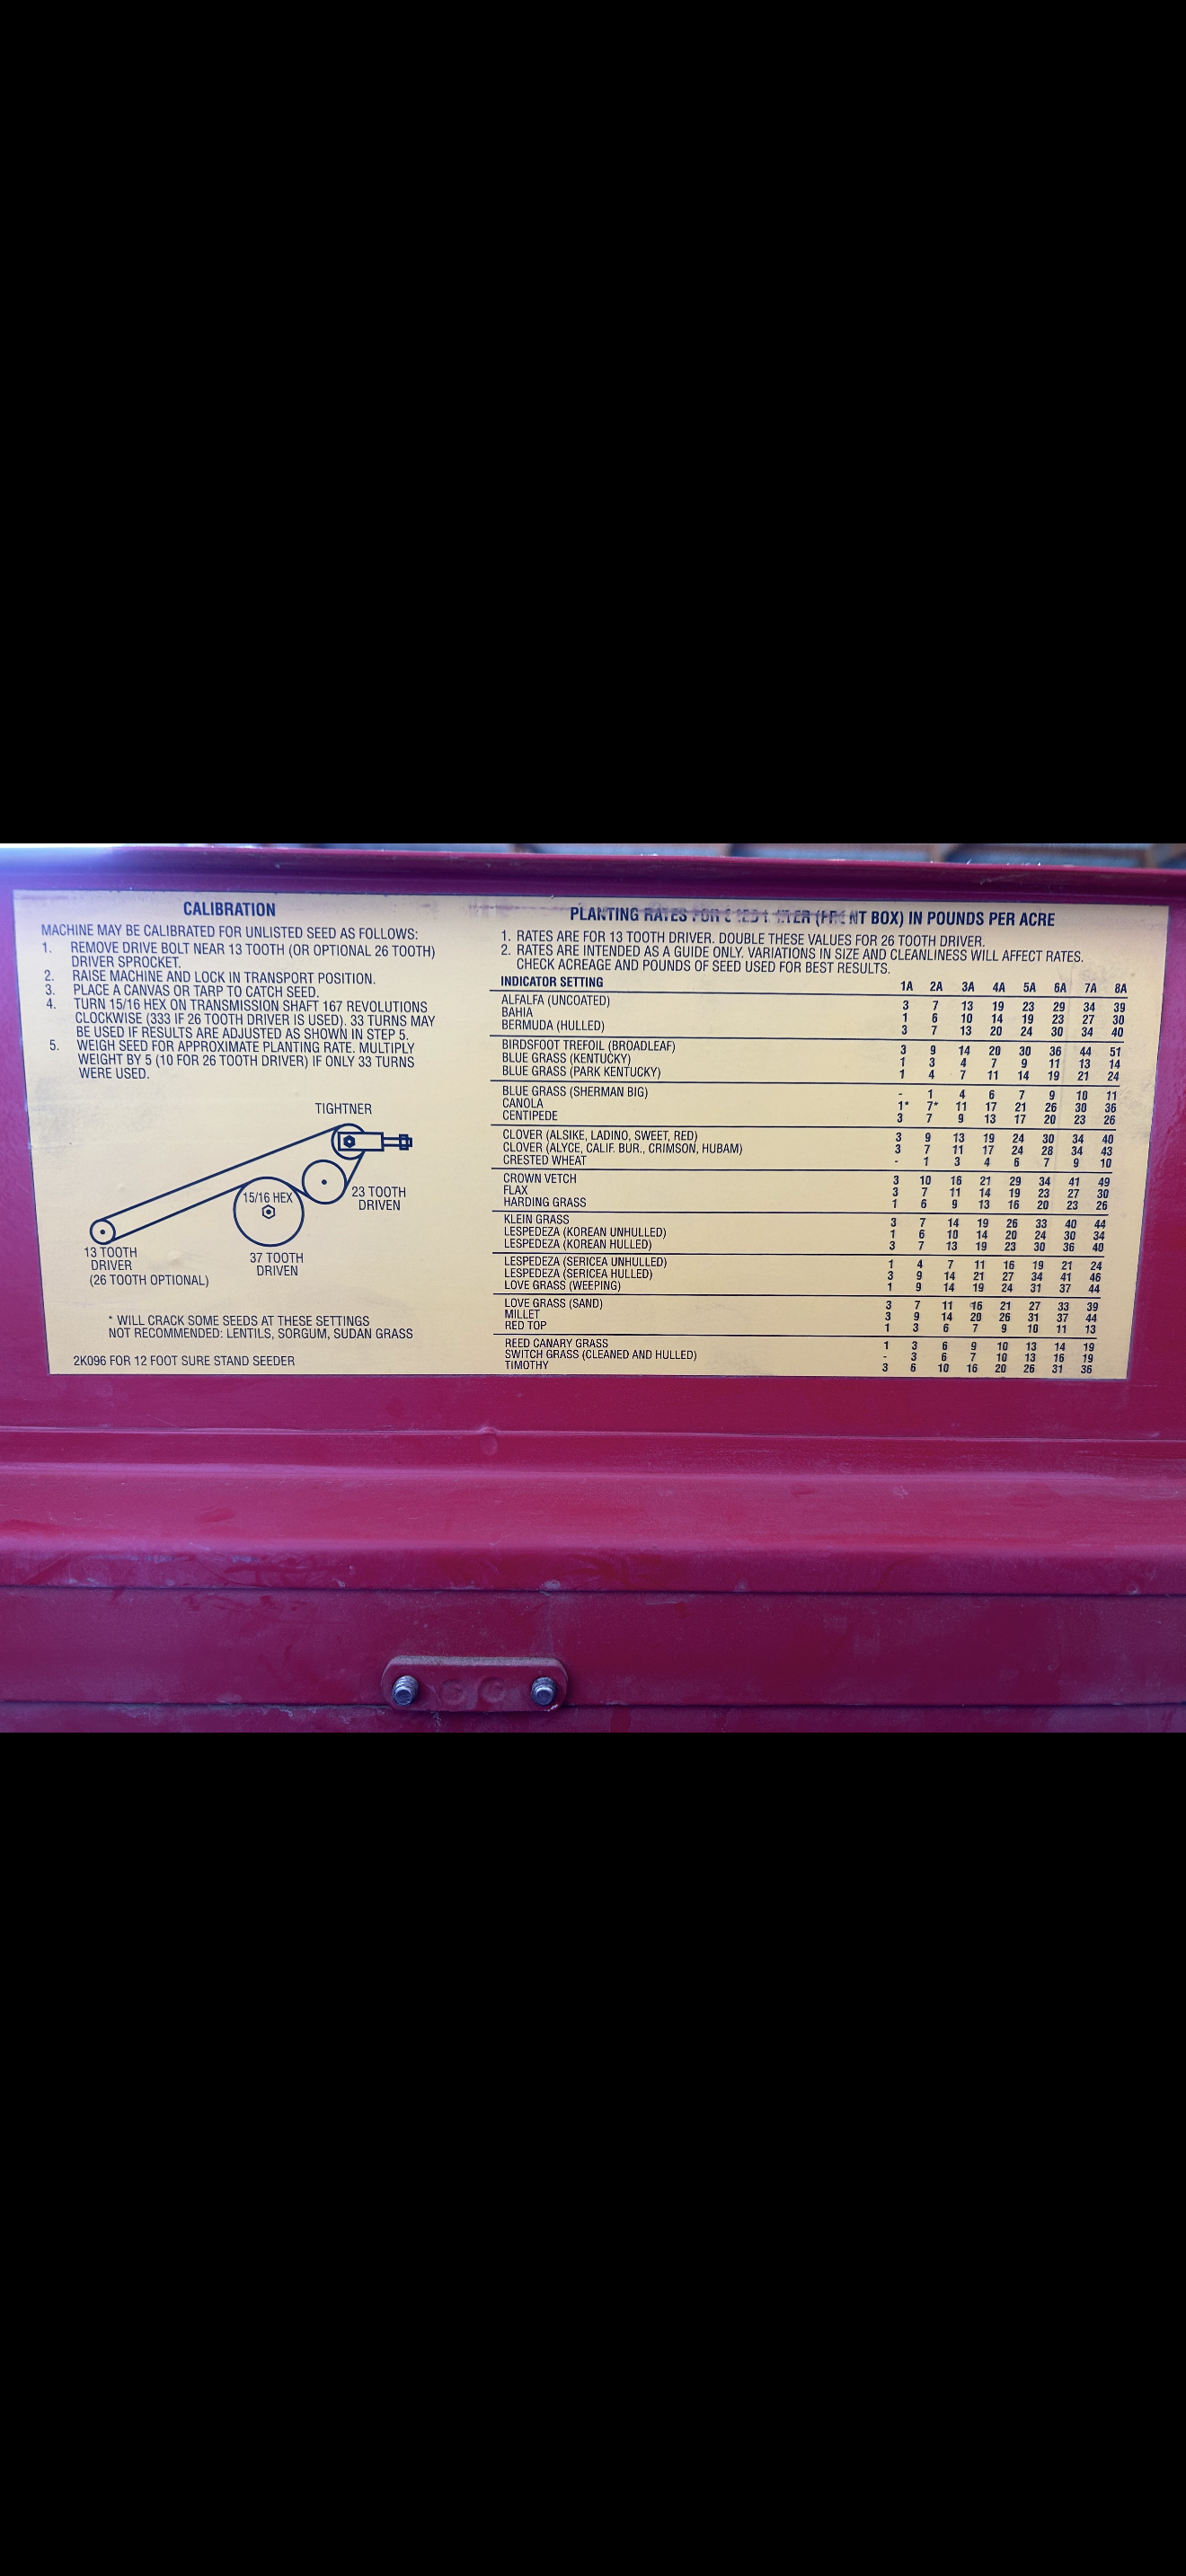 CALIBRATION
MACHINE MAY BE CALIBRATED FOR UNLISTED SEED AS FOLLOWS:
1. REMOVE DRIVE BOLT NEAR 13 TOOTH (OR OPTIONAL 26 TOOTH)
DRIVER SPROCKET.
2. RAISE MACHINE AND LOCK IN TRANSPORT POSITION.
3. PLACE A CANVAS OR TARP TO CATCH SEED.
4. TURN 15/16 HEX ON TRANSMISSION SHAFT 167 REVOLUTIONS
CLOCKWISE (333 IF 26 TOOTH DRIVER IS USED). 33 TURNS MAY
BE USED IF RESULTS ARE ADJUSTED AS SHOWN IN STEP 5.
5. WEIGH SEED FOR APPROXIMATE PLANTING RATE. MULTIPLY
WEIGHT BY 5 (10 FOR 26 TOOTH DRIVER) IF ONLY 33 TURNS
WERE USED.
TIGHTNER
15/16 HEX
23 TOOTH
DRIVEN
13 TOOTH
DRIVER
(26 TOOTH OPTIONAL)
37 TOOTH
DRIVEN
* WILL CRACK SOME SEEDS AT THESE SETTINGS
NOT RECOMMENDED: LENTILS, SORGUM, SUDAN GRASS
2K096 FOR 12 FOOT SURE STAND SEEDER
PLANTING RATES FOR (FRONT BOX) IN POUNDS PER ACRE
1. RATES ARE FOR 13 TOOTH DRIVER. DOUBLE THESE VALUES FOR 26 TOOTH DRIVER.
2. RATES ARE INTENDED AS A GUIDE ONLY. VARIATIONS IN SIZE AND CLEANLINESS WILL AFFECT RATES.
CHECK ACREAGE AND POUNDS OF SEED USED FOR BEST RESULTS.
INDICATOR SETTING 1A 2A 3A 4A 5A 6A 7A 8A
ALFALFA (UNCOATED) 3 7 13 19 23 29 34 39
BAHIA 1 6 10 14 19 23 27 30
BERMUDA (HULLED) 3 7 13 20 24 30 34 40
BIRDSFOOT TREFOIL (BROADLEAF) 3 9 14 20 30 36 44 51
BLUE GRASS (KENTUCKY) 1 3 4 7 9 11 13 14
BLUE GRASS (PARK KENTUCKY) 1 4 7 11 14 19 21 24
BLUE GRASS (SHERMAN BIG) - 1 4 6 7 9 10 11
CANOLA 1* 7* 11 17 21 26 30 36
CENTIPEDE 3 7 9 13 17 20 23 26
CLOVER (ALSIKE, LADINO, SWEET, RED) 3 9 13 19 24 30 34 40
CLOVER (ALYCE, CALIF. BUR., CRIMSON, HUBAM) 3 7 11 17 24 28 34 43
CRESTED WHEAT - 1 3 4 6 7 9 10
CROWN VETCH 3 10 16 21 29 34 41 49
FLAX 3 7 11 14 19 23 27 30
HARDING GRASS 1 6 9 13 16 20 23 26
KLEIN GRASS 3 7 14 19 26 33 40 44
LESPEDEZA (KOREAN UNHULLED) 1 6 10 14 20 24 30 34
LESPEDEZA (KOREAN HULLED) 3 7 13 19 23 30 36 40
LESPEDEZA (SERICEA UNHULLED) 1 4 7 11 16 19 21 24
LESPEDEZA (SERICEA HULLED) 3 9 14 21 27 34 41 46
LOVE GRASS (WEEPING) 1 9 14 19 24 31 37 44
LOVE GRASS (SAND) 3 7 11 16 21 27 33 39
MILLET 3 9 14 20 26 31 37 44
RED TOP 1 3 6 7 9 10 11 13
REED CANARY GRASS 1 3 6 9 10 13 14 19
SWITCH GRASS (CLEANED AND HULLED) - 3 6 7 10 13 16 19
TIMOTHY 3 6 10 16 20 26 31 36